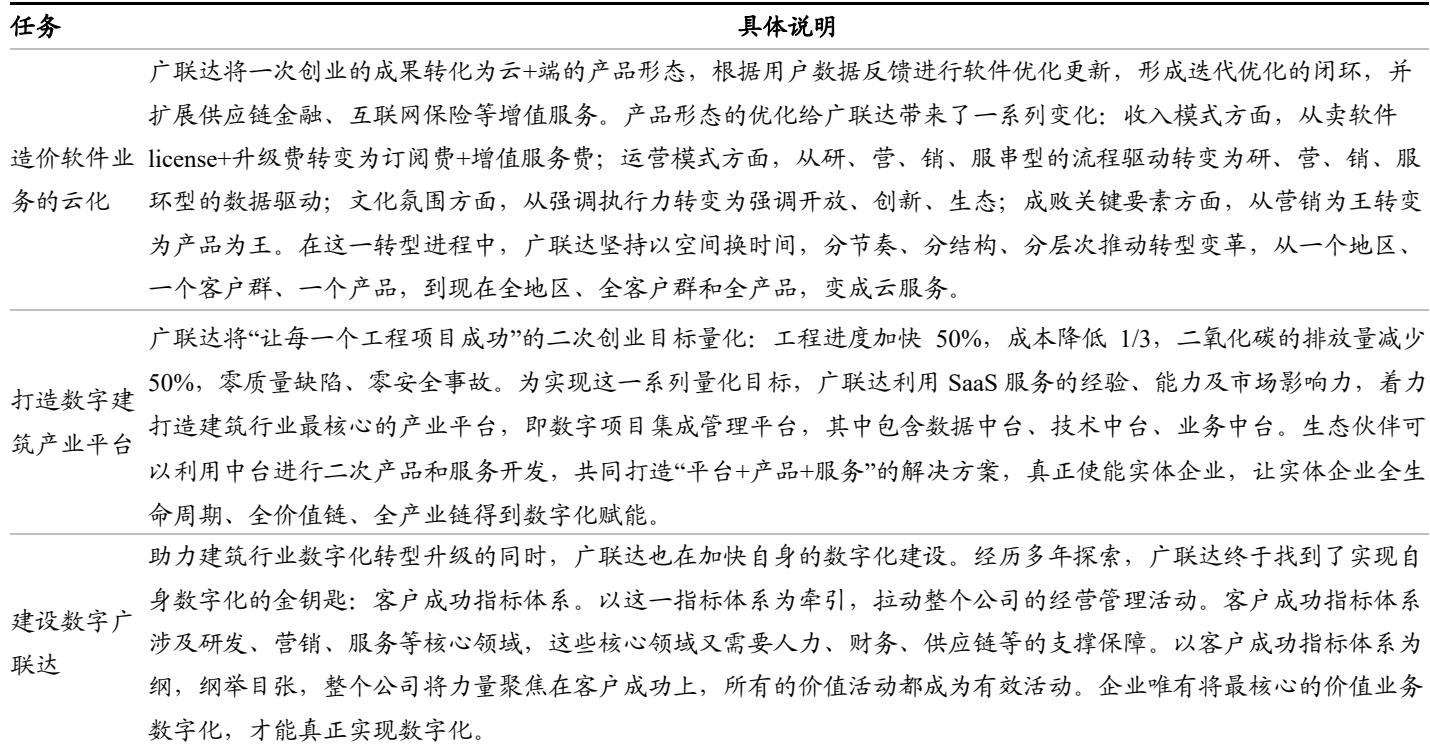 任务 具体说明
广联达将一次创业的成果转化为云+端的产品形态，根据用户数据反馈进行软件优化更新，形成迭代优化的闭环，并
扩展供应链金融、互联网保险等增值服务。产品形态的优化给广联达带来了一系列变化：收入模式方面，从卖软件
造价软件业 license+升级费转变为订阅费+增值服务费；运营模式方面，从研、营、销、服串型的流程驱动转变为研、营、销、服
务的云化 环型的数据驱动；文化氛围方面，从强调执行力转变为强调开放、创新、生态；成败关键要素方面，从营销为王转变
为产品为王。在这一转型进程中，广联达坚持以空间换时间，分节奏、分结构、分层次推动转型变革，从一个地区、
一个客户群、一个产品，到现在全地区、全客户群和全产品，变成云服务。
广联达将“让每一个工程项目成功”的二次创业目标量化：工程进度加快 50%，成本降低 1/3，二氧化碳的排放量减少
50%，零质量缺陷、零安全事故。为实现这一系列量化目标，广联达利用 SaaS 服务的经验、能力及市场影响力，着力
打造数字建
打造建筑行业最核心的产业平台，即数字项目集成管理平台，其中包含数据中台、技术中台、业务中台。生态伙伴可
筑产业平台
以利用中台进行二次产品和服务开发，共同打造“平台+产品+服务”的解决方案，真正使能实体企业，让实体企业全生
命周期、全价值链、全产业链得到数字化赋能。
助力建筑行业数字化转型升级的同时，广联达也在加快自身的数字化建设。经历多年探索，广联达终于找到了实现自
身数字化的金钥匙：客户成功指标体系。以这一指标体系为牵引，拉动整个公司的经营管理活动。客户成功指标体系
建设数字广
涉及研发、营销、服务等核心领域，这些核心领域又需要人力、财务、供应链等的支撑保障。以客户成功指标体系为
联达
纲，纲举目张，整个公司将力量聚焦在客户成功上，所有的价值活动都成为有效活动。企业唯有将最核心的价值业务
数字化，才能真正实现数字化。